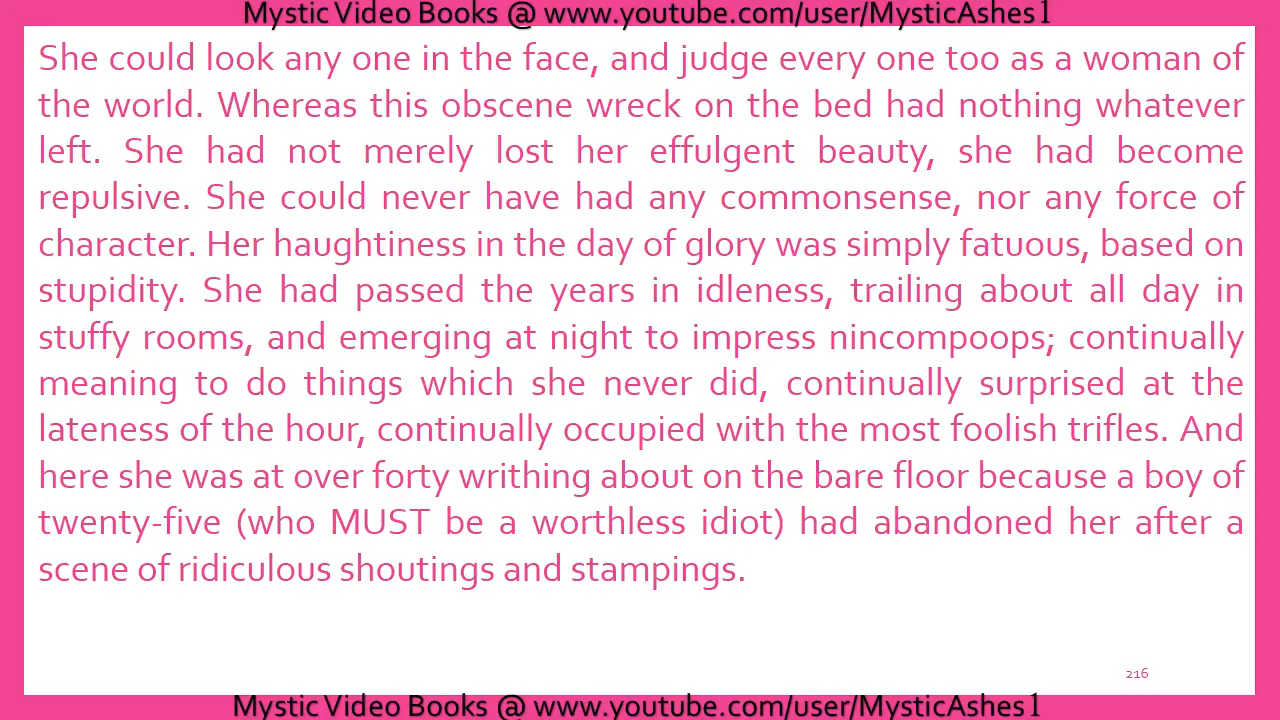 Mystic Video Books @ www.youtube.com/user/MysticAshes1
She could look any one in the face, and judge every one too as a woman of
the world. Whereas this obscene wreck on the bed had nothing whatever
left. She had not merely lost her effulgent beauty, she had become
repulsive. She could never have had any commonsense, nor any force of
character. Her haughtiness in the day of glory was simply fatuous, based on
stupidity. She had passed the years in idleness, trailing about all day in
stuffy rooms, and emerging at night to impress nincompoops; continually
meaning to do things which she never did, continually surprised at the
lateness of the hour, continually occupied with the most foolish trifles. And
here she was at over forty writhing about on the bare floor because a boy of
twenty-five (who MUST be a worthless idiot) had abandoned her after a
scene of ridiculous shoutings and stampings.
216
Mystic Video Books @ www.youtube.com/user/MysticAshes1